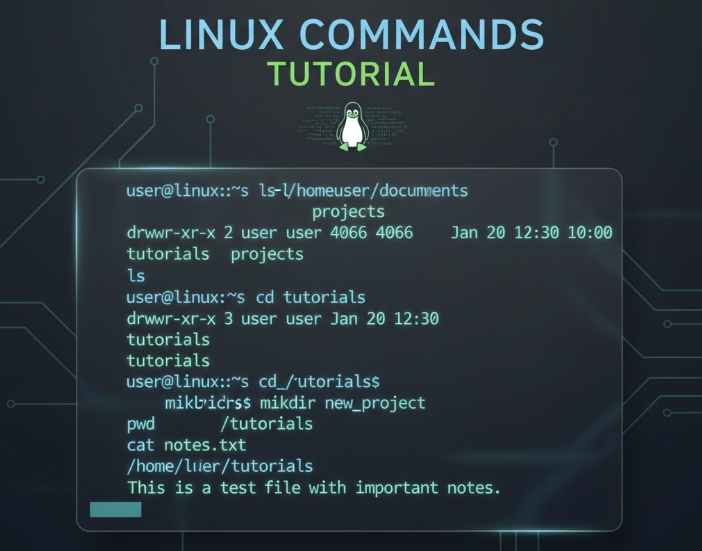 LINUX COMMANDS
TUTORIAL
user@linux::~s ls-l/homeuser/documents
projects
drwwr-xr-x 2 user user 4066 4066 Jan 20 12:30 10:00
tutorials projects
ls
user@linux::~s cd tutorials
drwwr-xr-x 3 user user Jan 20 12:30
tutorials
tutorials
user@linux::~s
mikdir new_project
pwd /tutorials
cat notes.txt
This is a test file with important notes.